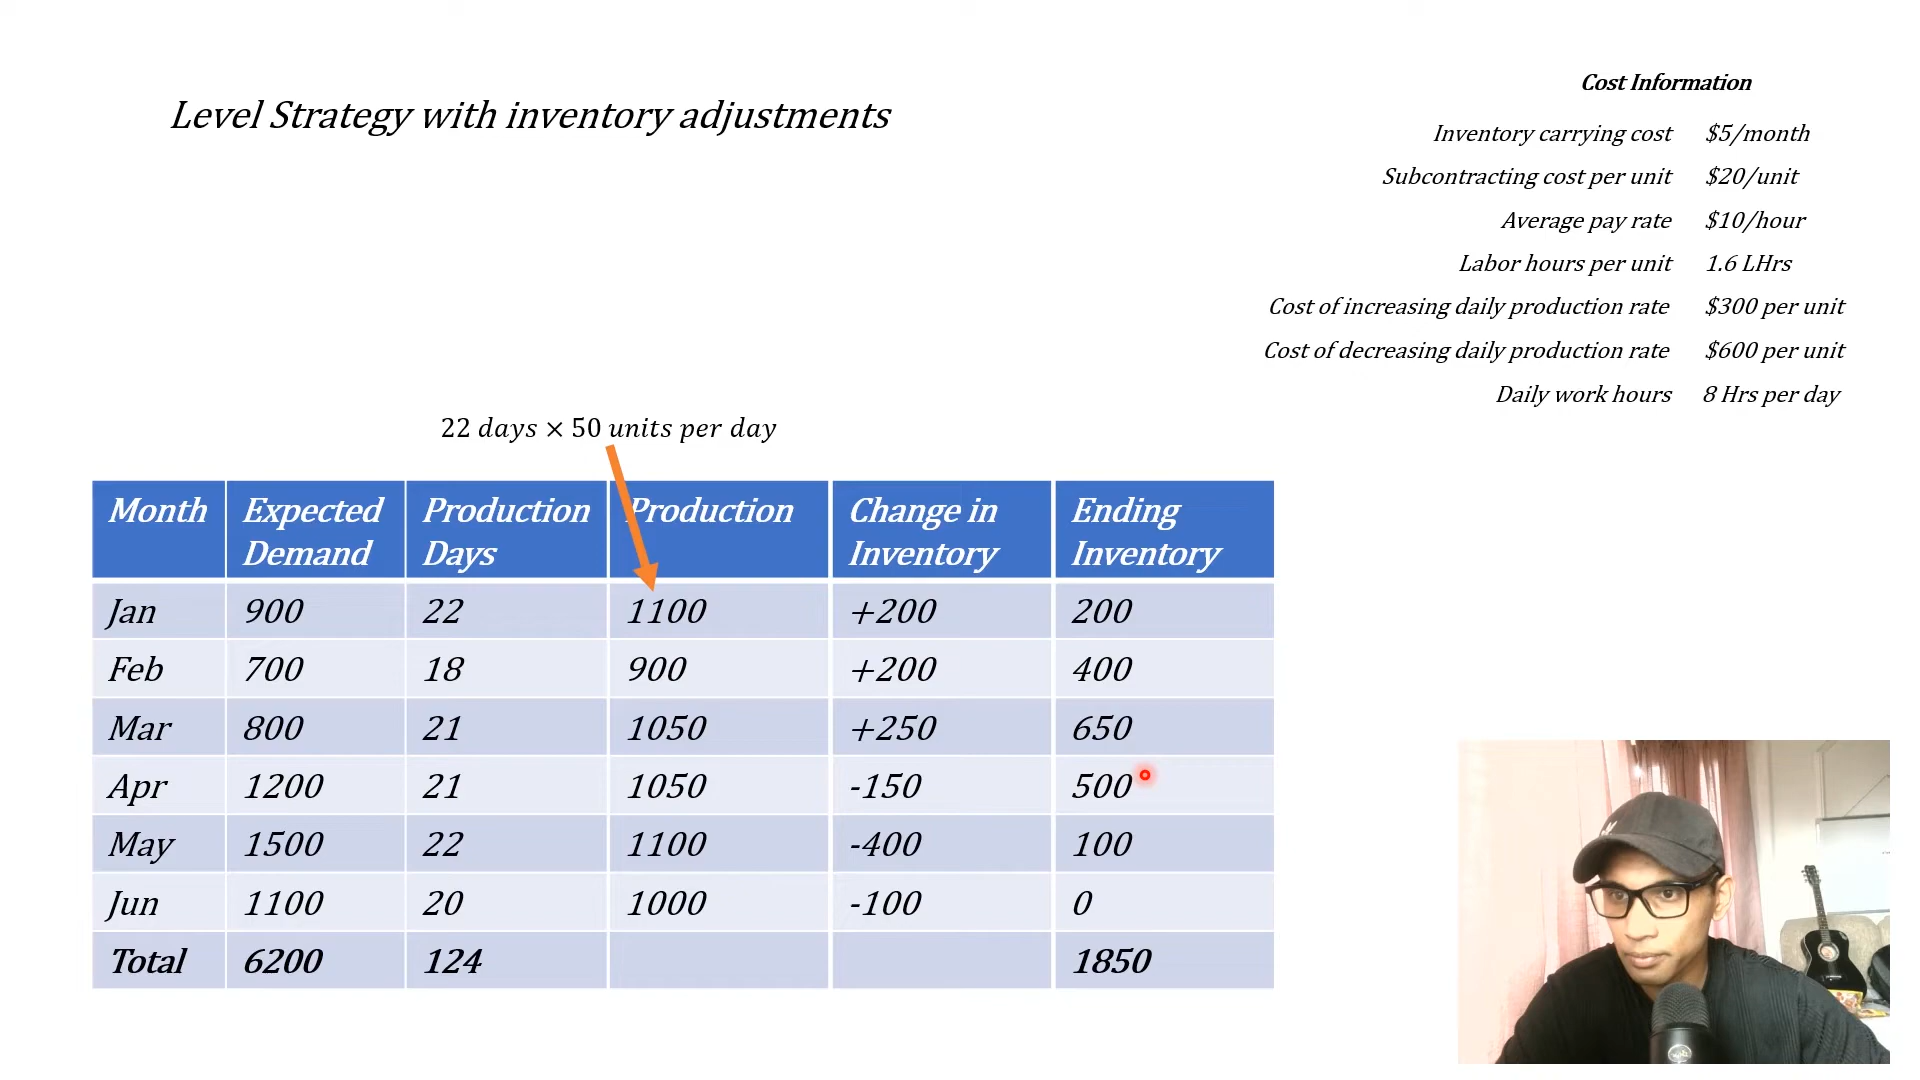 Level Strategy with inventory adjustments
Cost Information
Inventory carrying cost $5/month
Subcontracting cost per unit $20/unit
Average pay rate $10/hour
Labor hours per unit 1.6 LHrs
Cost of increasing daily production rate $300 per unit
Cost of decreasing daily production rate $600 per unit
Daily work hours 8 Hrs per day
22 days × 50 units per day
Month Expected Demand Production Days Production Change in Inventory Ending Inventory
Jan 900 22 1100 +200 200
Feb 700 18 900 +200 400
Mar 800 21 1050 +250 650
Apr 1200 21 1050 -150 500
May 1500 22 1100 -400 100
Jun 1100 20 1000 -100 0
Total 6200 124 1850